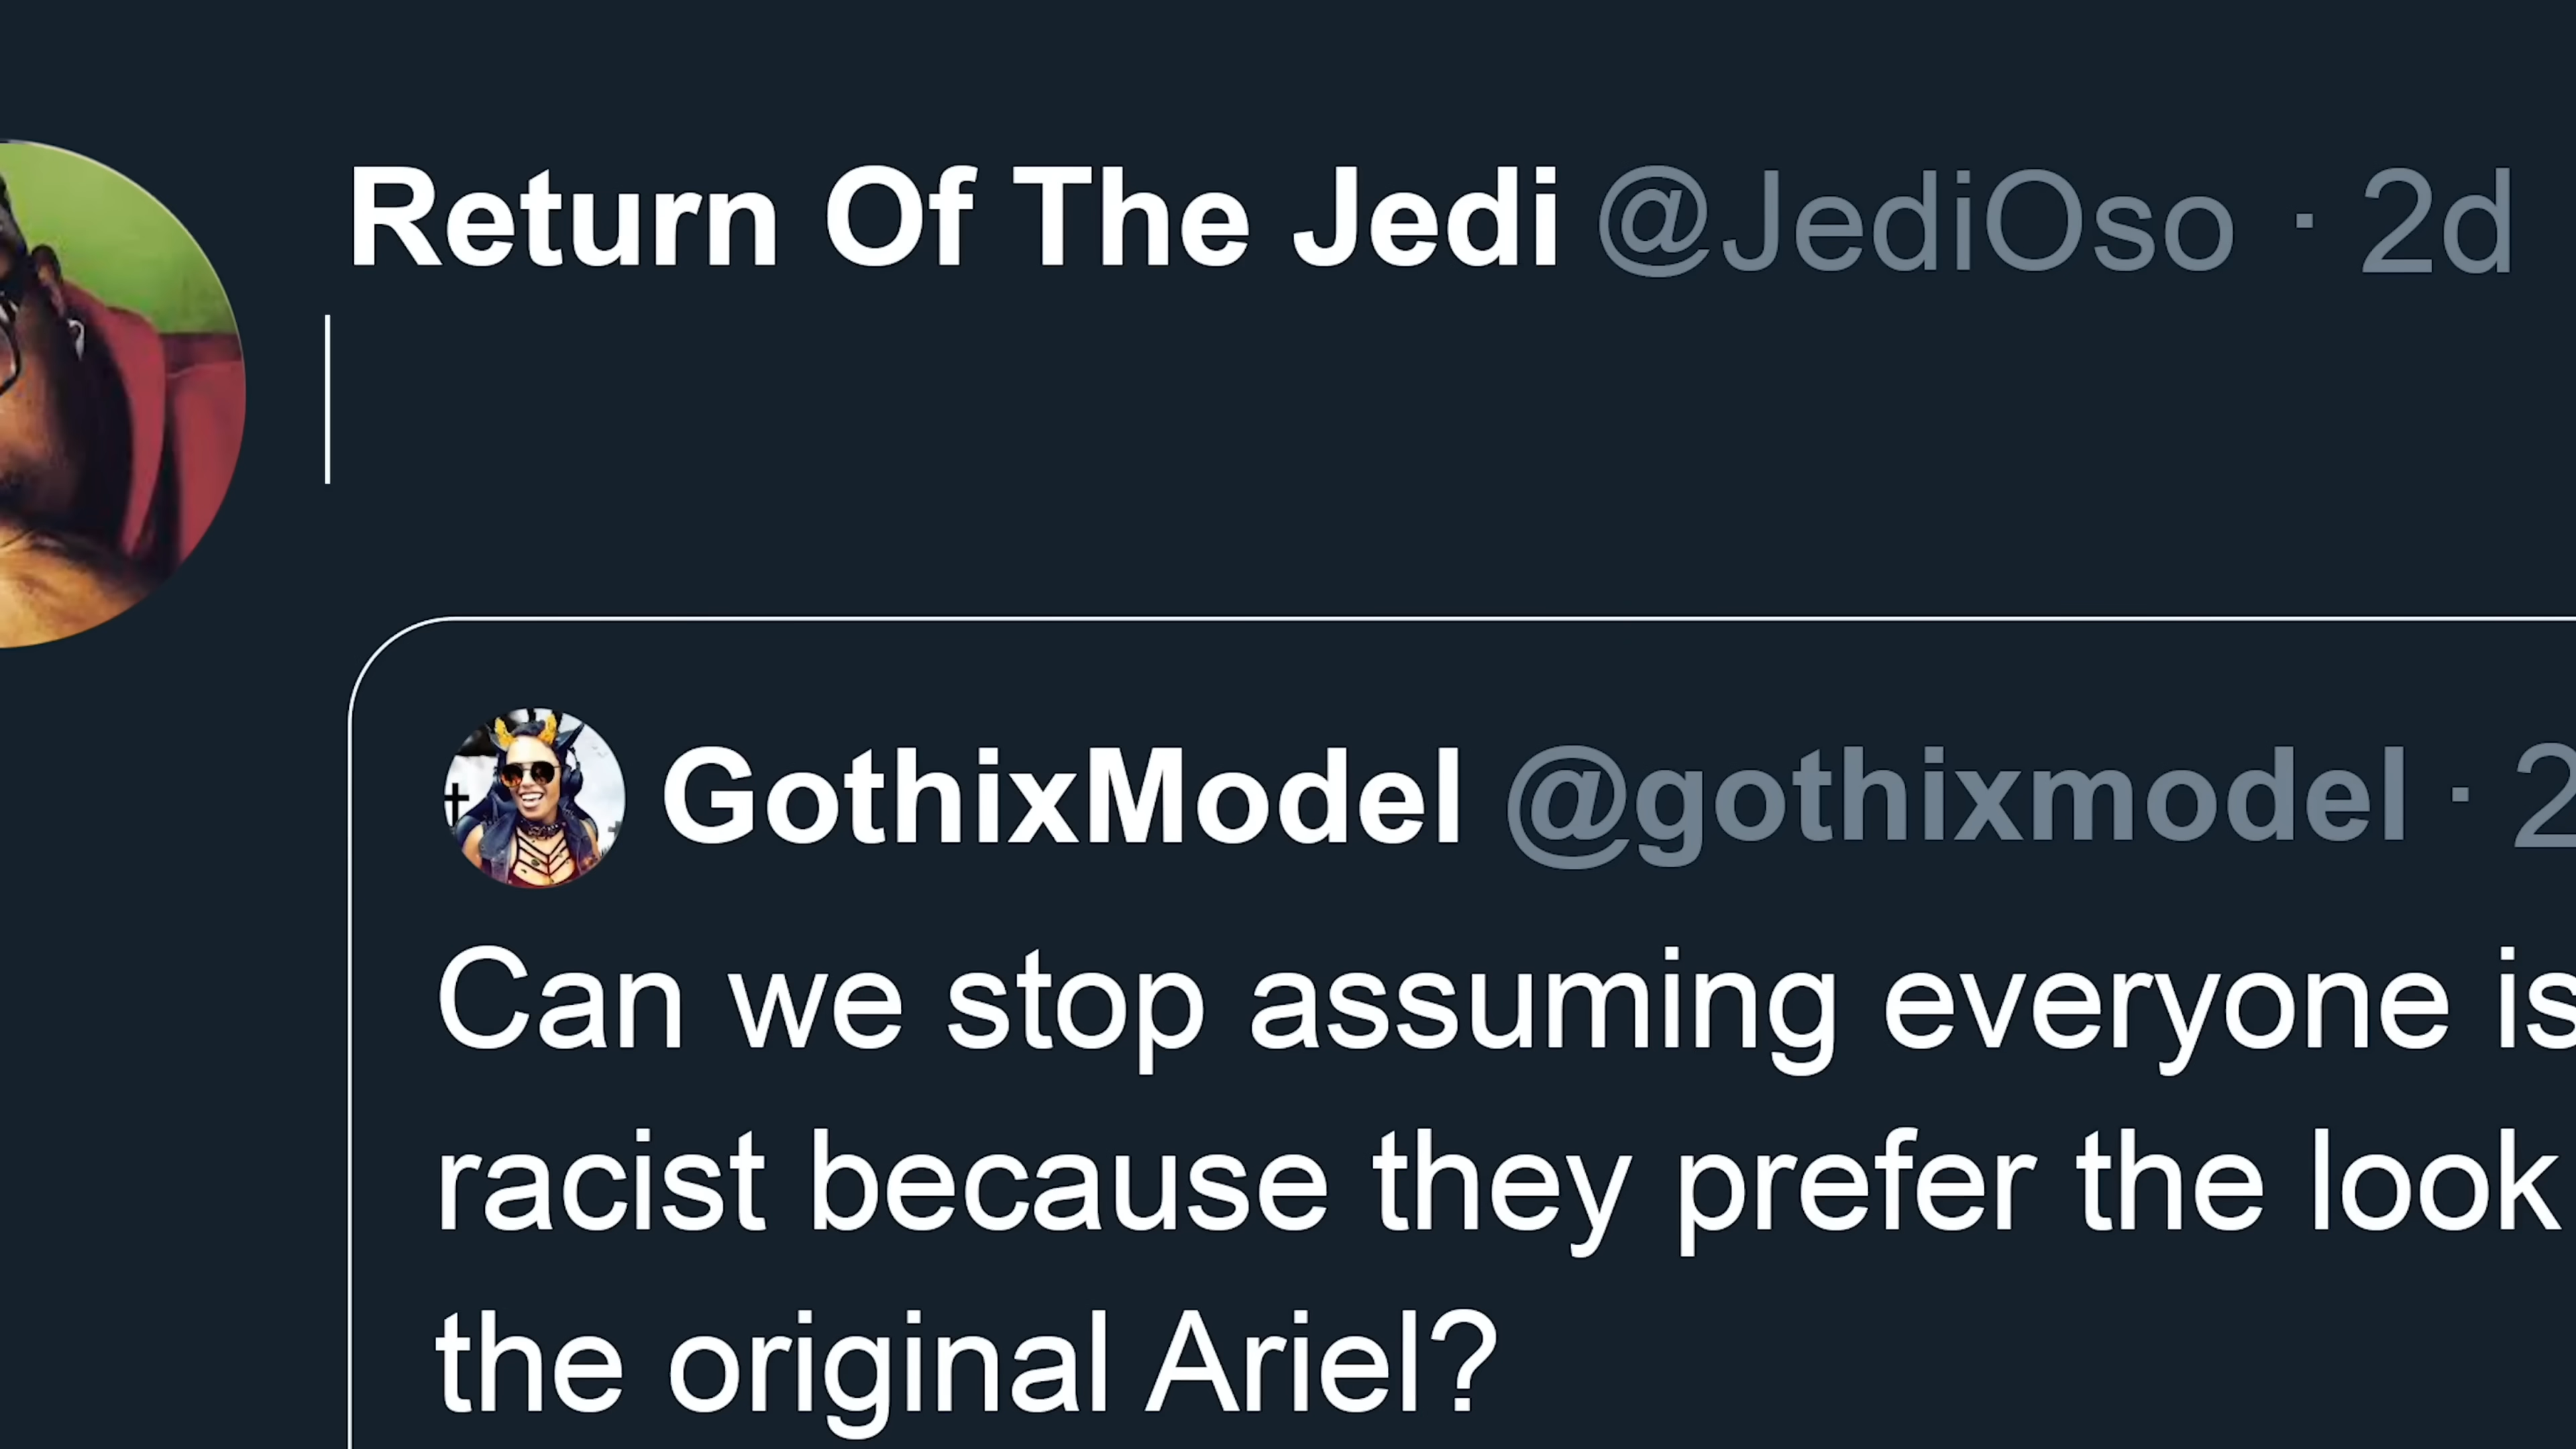 Return Of The Jedi @JediOso · 2d
GothixModel @gothixmodel · 2
Can we stop assuming everyone is
racist because they prefer the look
the original Ariel?